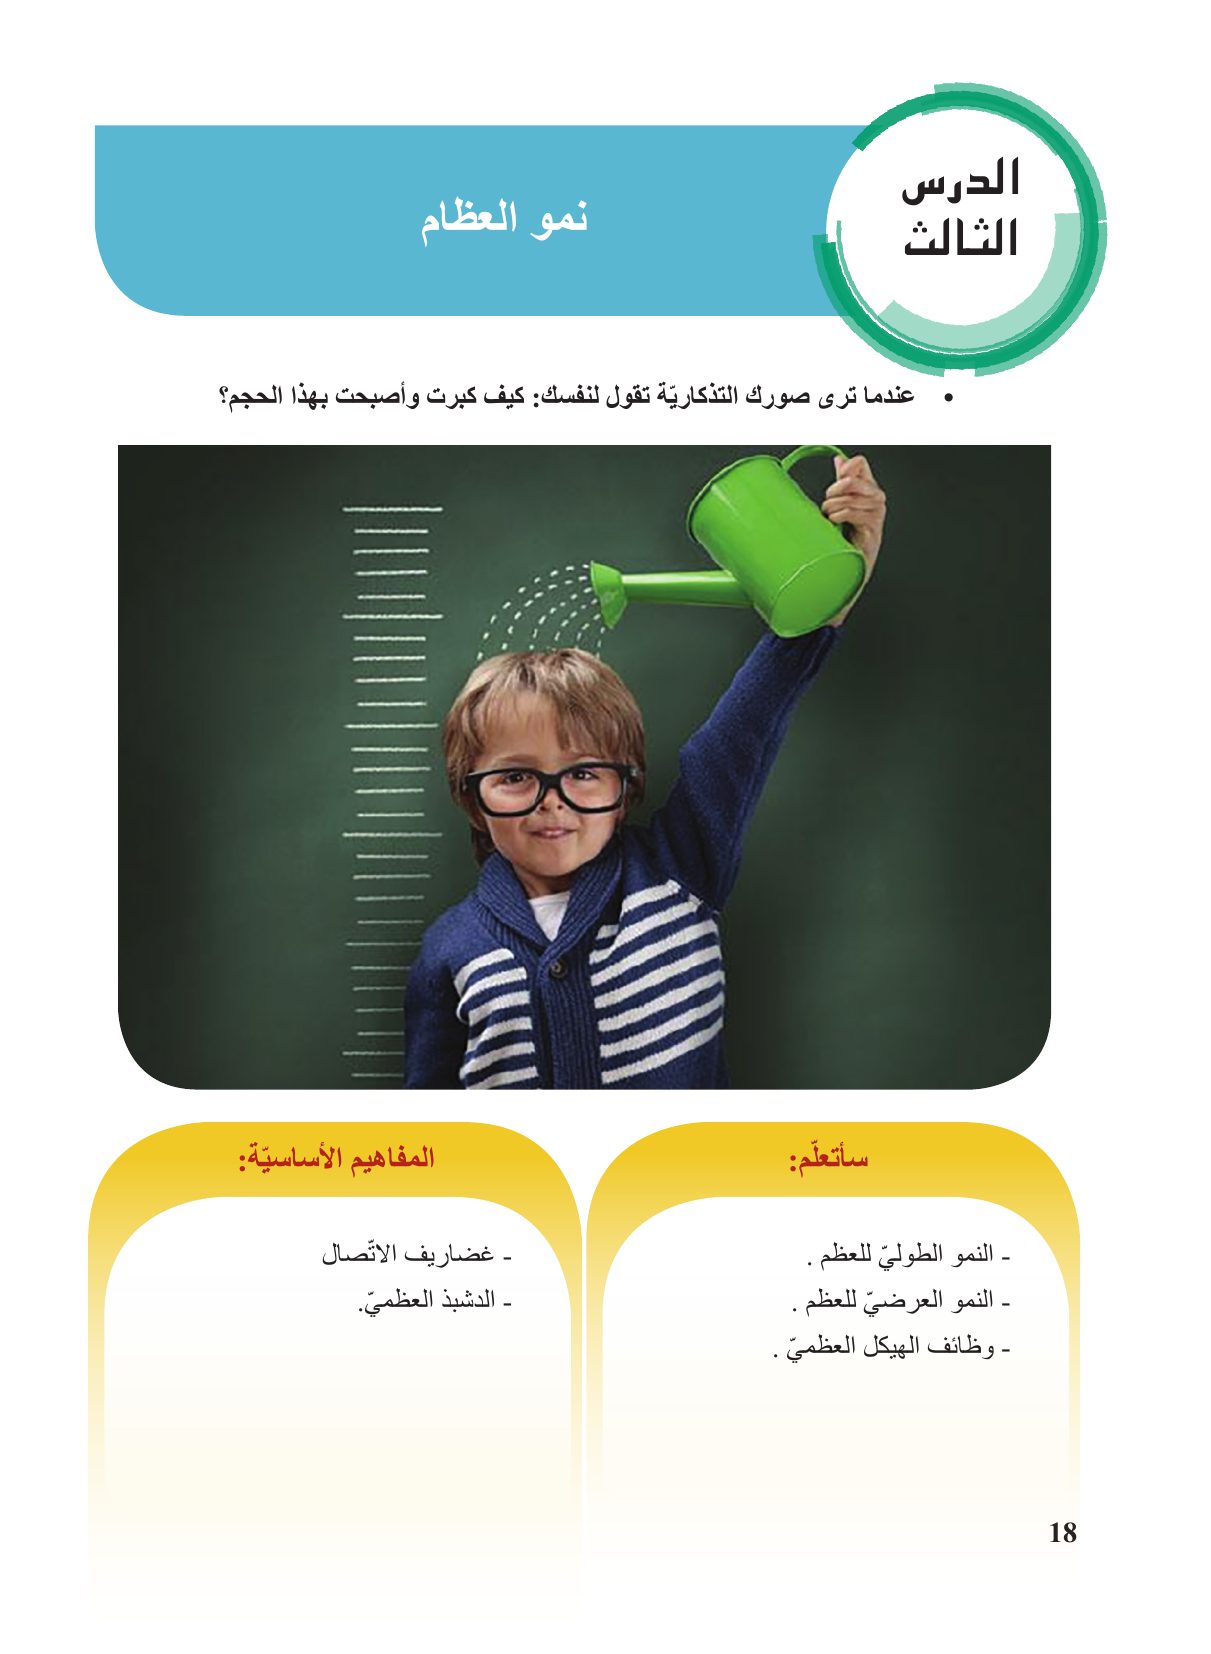 الدرس
الثالث
نمو العظام
• عندما ترى صورك التذكاريّة تقول لنفسك: كيف كبرت وأصبحت بهذا الحجم؟
سأتعلّم:
- النمو الطوليّ للعظم .
- النمو العرضيّ للعظم .
- وظائف الهيكل العظميّ .
المفاهيم الأساسيّة:
- غضاريف الاتّصال
- الدشبذ العظميّ.
18